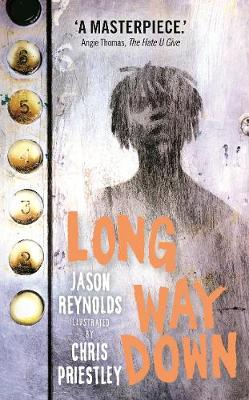 ‘A MASTERPIECE.’
Angie Thomas, The Hate U Give
6
5
4
3
2
LONG
WAY
DOWN
JASON
REYNOLDS
ILLUSTRATED
BY
CHRIS
PRIESTLEY